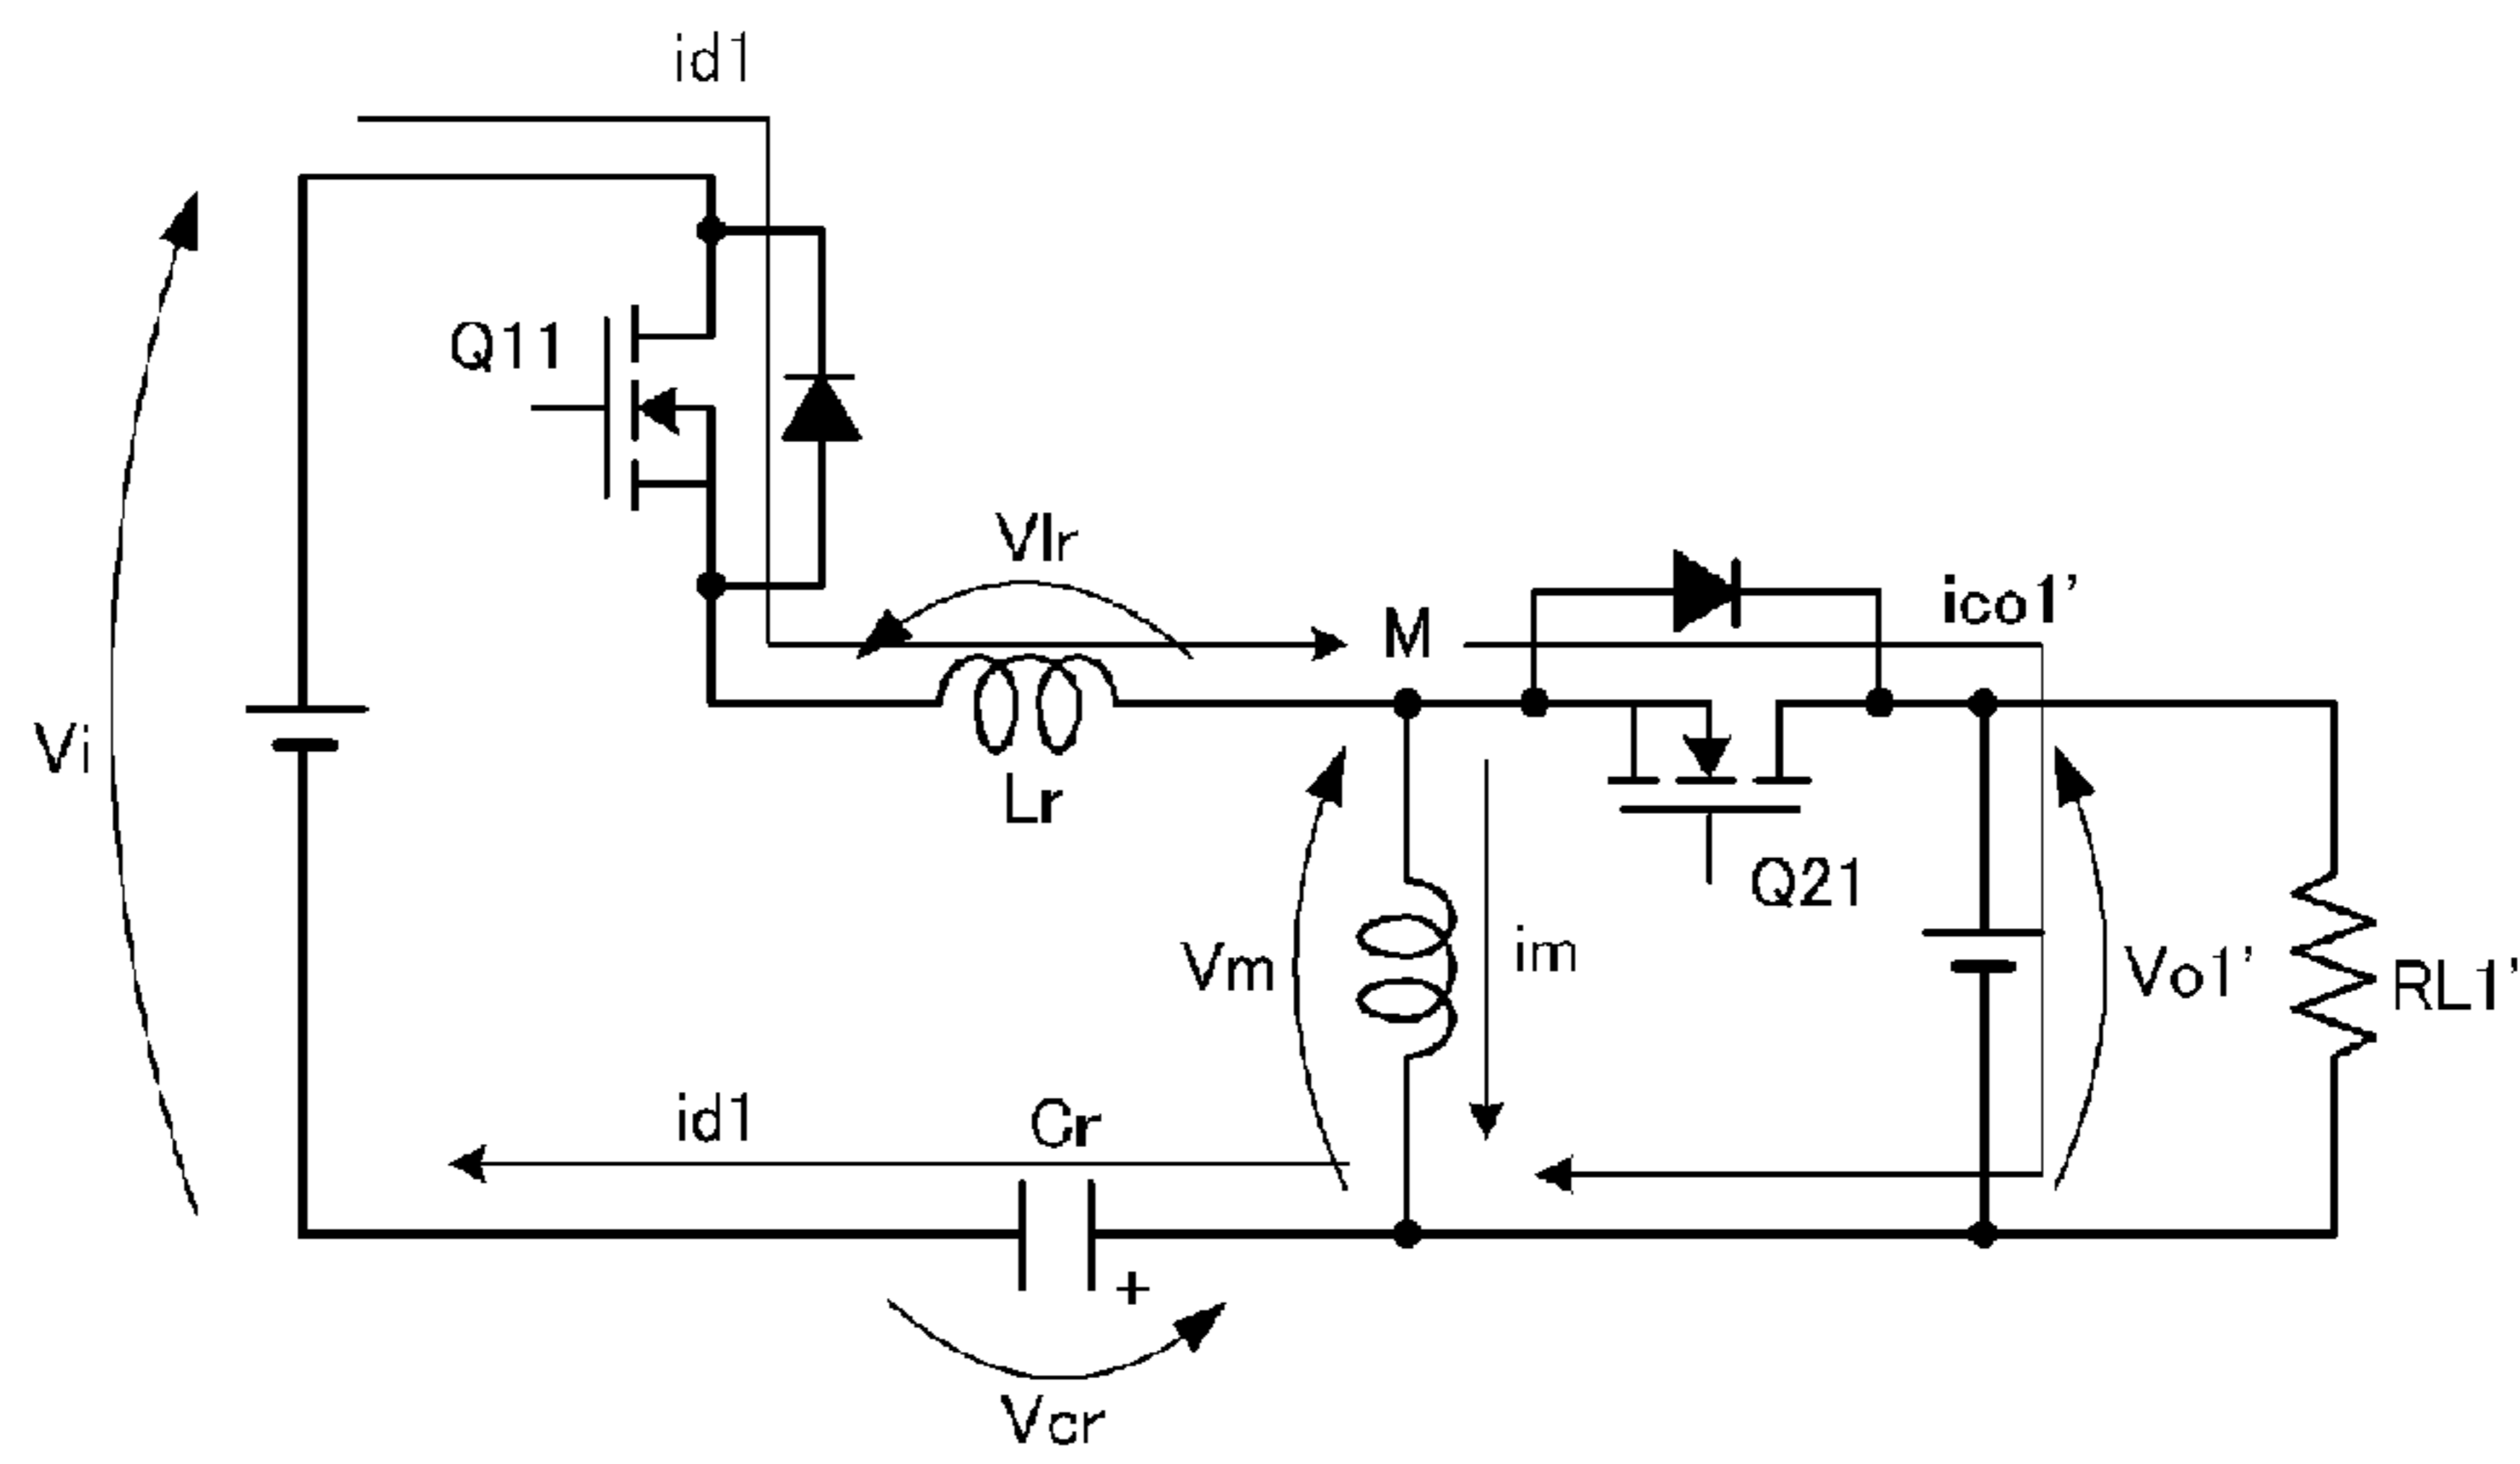 id1
Q11
Vlr
M
ico1’
Vi
Lr
Q21
Vm
im
Vo1’
RL1’
id1
Cr
+
Vcr